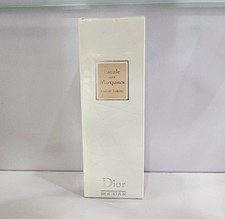 Escale
aux Marquises
Eau de Toilette
Dior